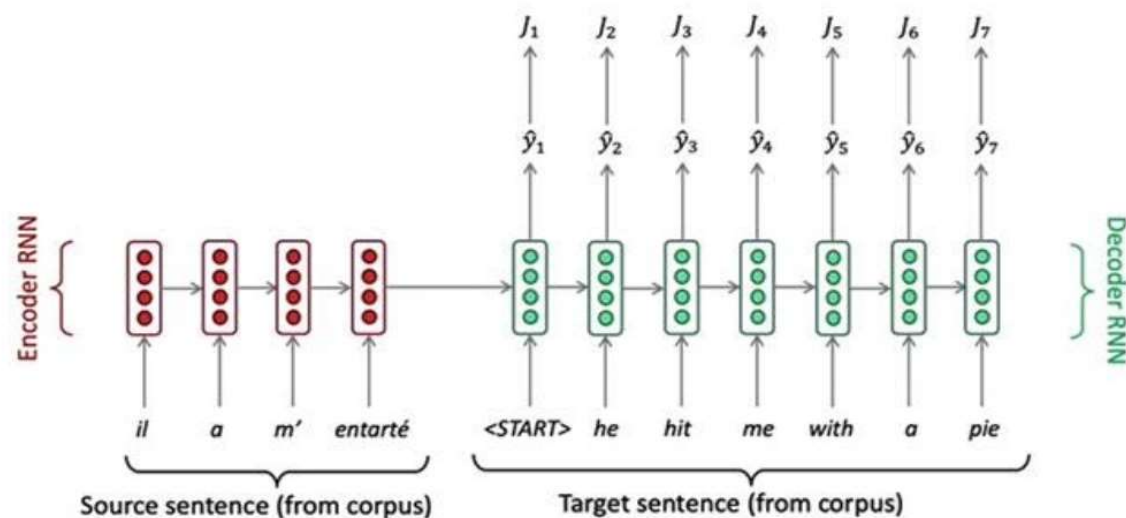 J₁ J₂ J₃ J₄ J₅ J₆ J₇
ŷ₁ ŷ₂ ŷ₃ ŷ₄ ŷ₅ ŷ₆ ŷ₇
Encoder RNN
Decoder RNN
il a m’ entarté <START> he hit me with a pie
Source sentence (from corpus)
Target sentence (from corpus)